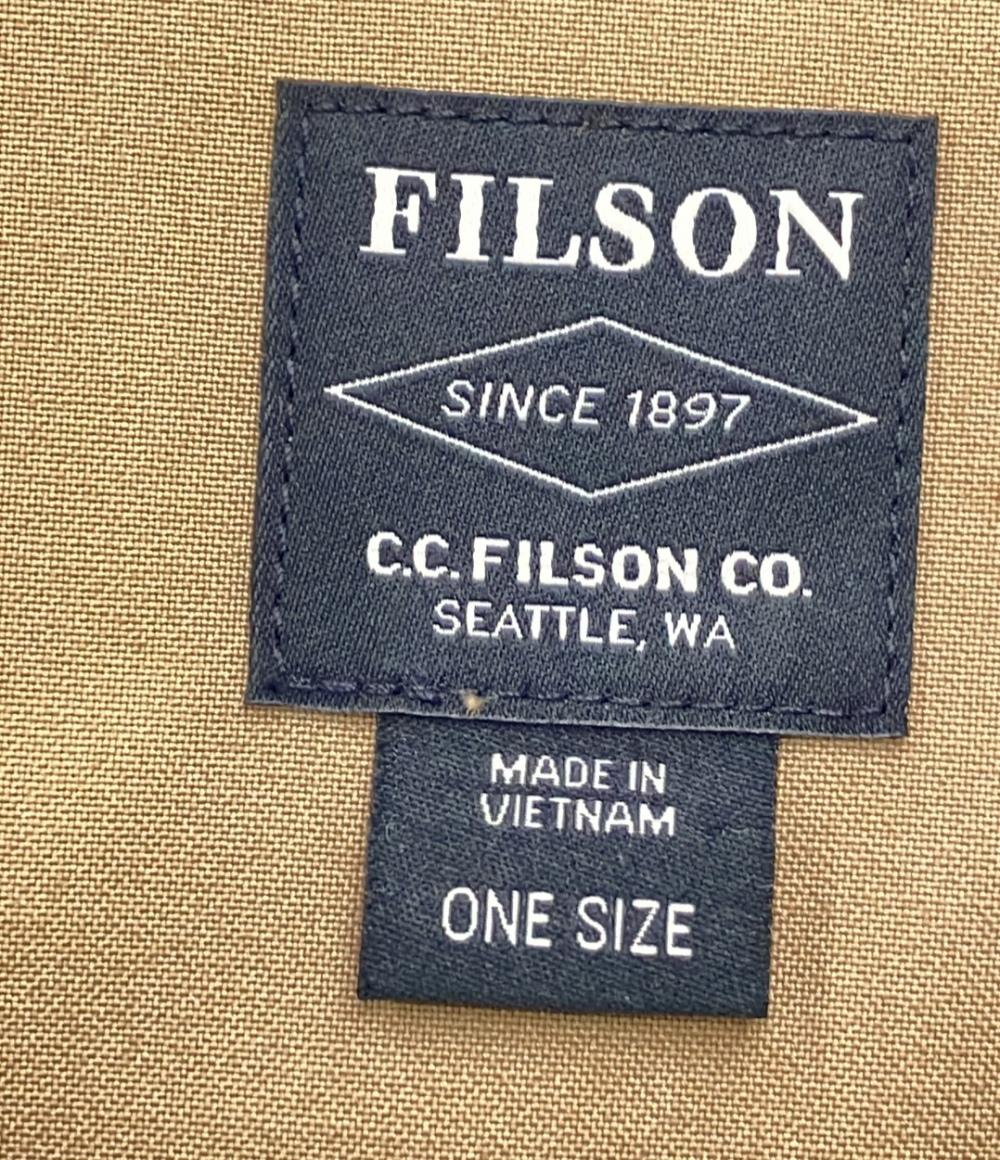 FILSON
SINCE 1897
C.C. FILSON CO.
SEATTLE, WA
MADE IN
VIETNAM
ONE SIZE